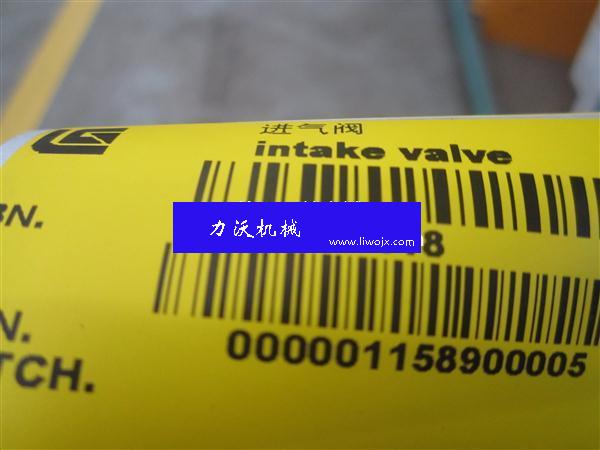 进气阀
intake valve
BN.
力沃机械
www.liwojx.com
8
N.
TCH.
000001158900005